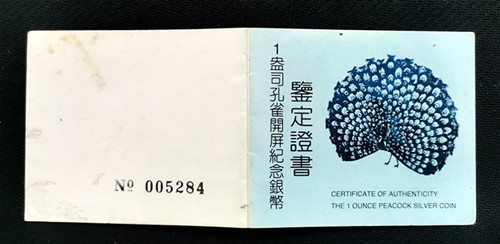 鑒定證書
1盎司孔雀開屏紀念銀幣
CERTIFICATE OF AUTHENTICITY
THE 1 OUNCE PEACOCK SILVER COIN
№ 005284